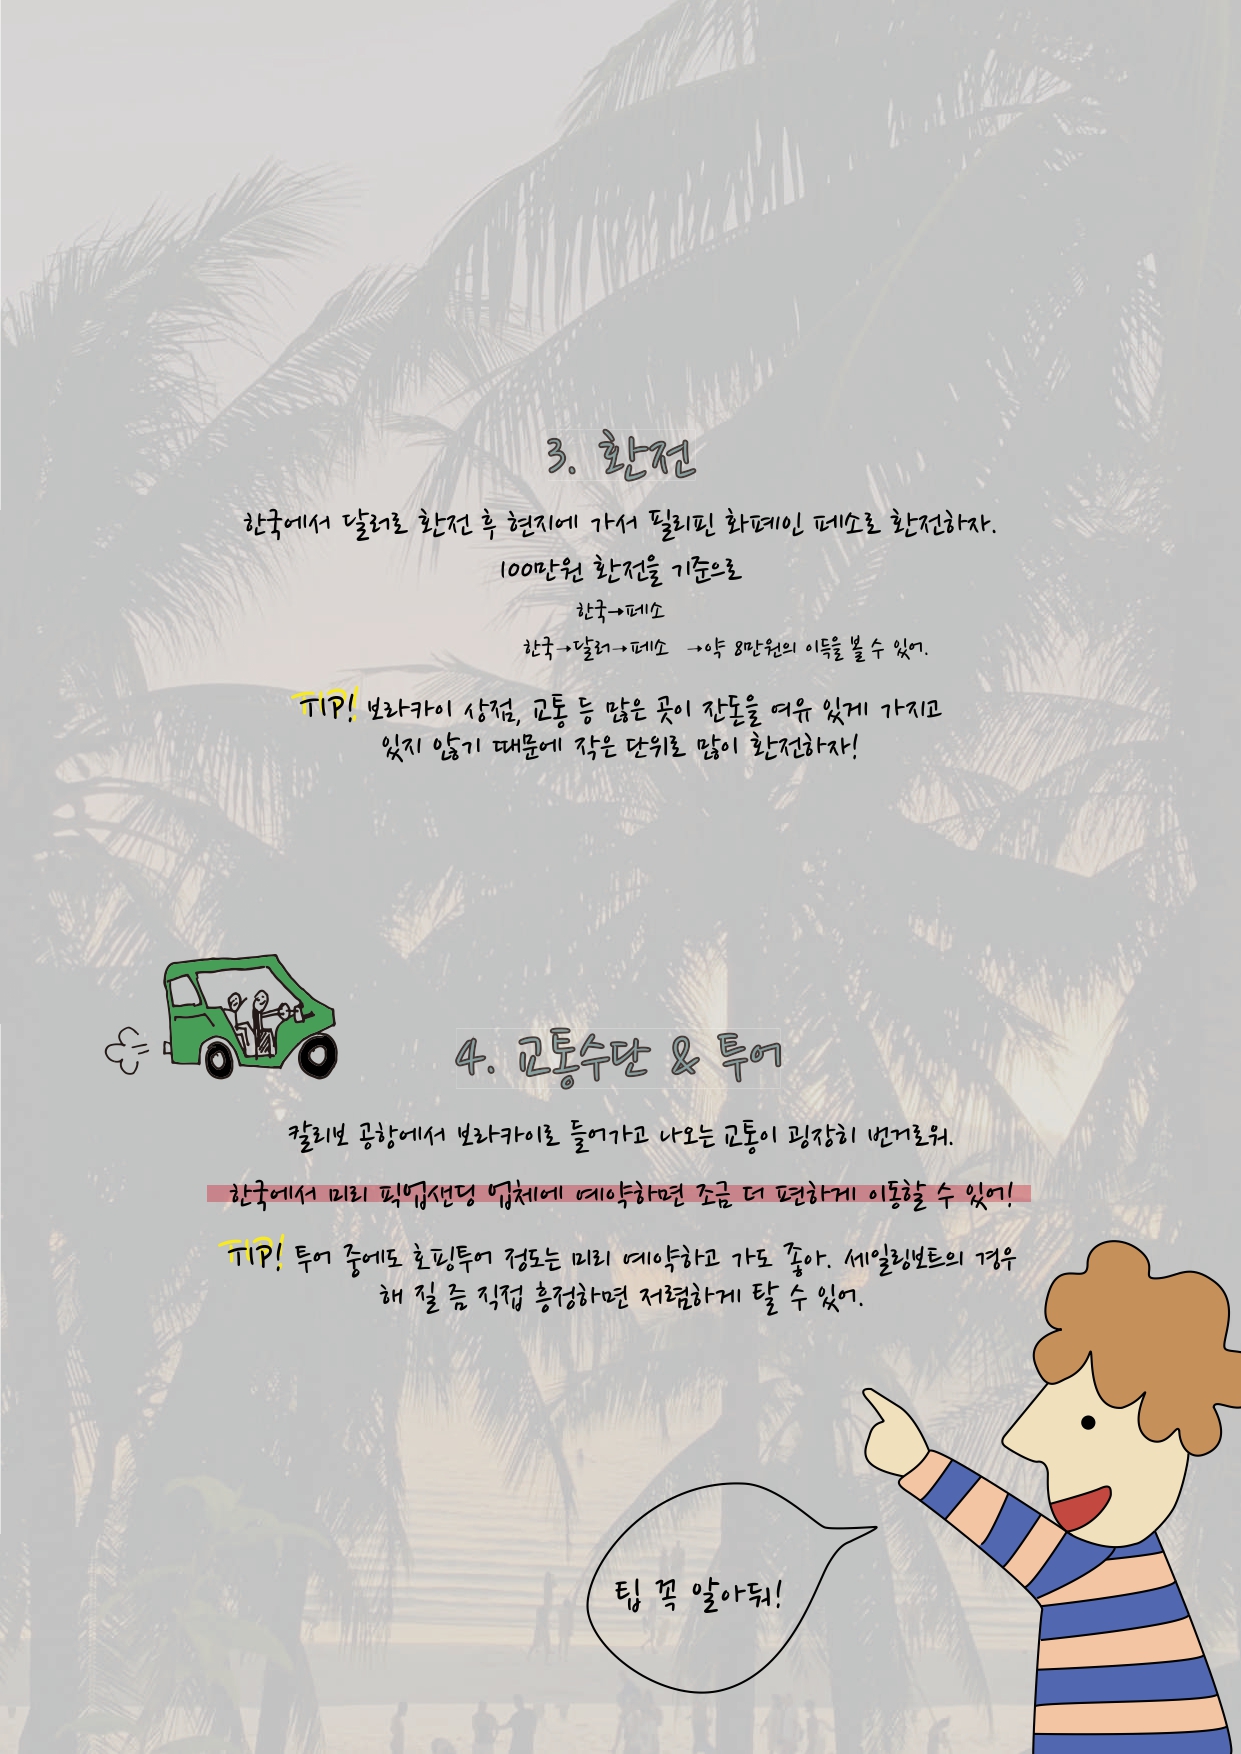 3. 환전
한국에서 달러로 환전 후 현지에 가서 필리핀 화폐인 페소로 환전하자.
100만원 환전을 기준으로
한국→페소
한국→달러→페소 →약 8만원의 이득을 볼 수 있어.
TIP! 보라카이 상점, 교통 등 많은 곳이 잔돈을 여유 있게 가지고
있지 않기 때문에 작은 단위로 많이 환전하자!
4. 교통수단 & 투어
칼리보 공항에서 보라카이로 들어가고 나오는 교통이 굉장히 번거로워.
한국에서 미리 픽업샌딩 업체에 예약하면 조금 더 편하게 이동할 수 있어!
TIP! 투어 중에도 호핑투어 정도는 미리 예약하고 가도 좋아. 세일링보트의 경우
해 질 즘 직접 흥정하면 저렴하게 탈 수 있어.
팁 꼭 알아둬!